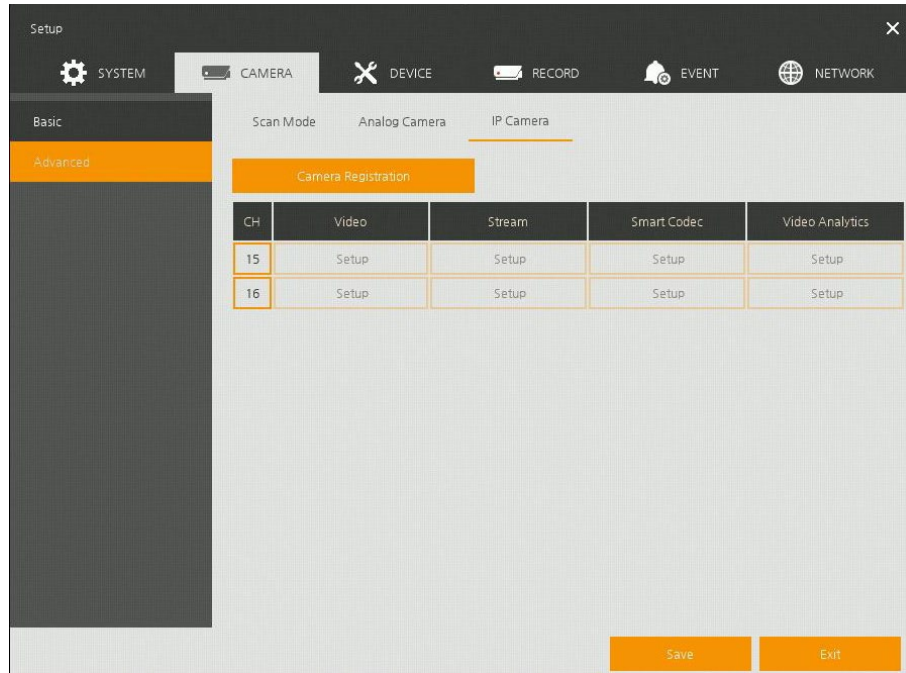 Setup
SYSTEM CAMERA DEVICE RECORD EVENT NETWORK
Basic
Advanced
Scan Mode Analog Camera IP Camera
Camera Registration
CH Video Stream Smart Codec Video Analytics
15 Setup Setup Setup Setup
16 Setup Setup Setup Setup
Save Exit